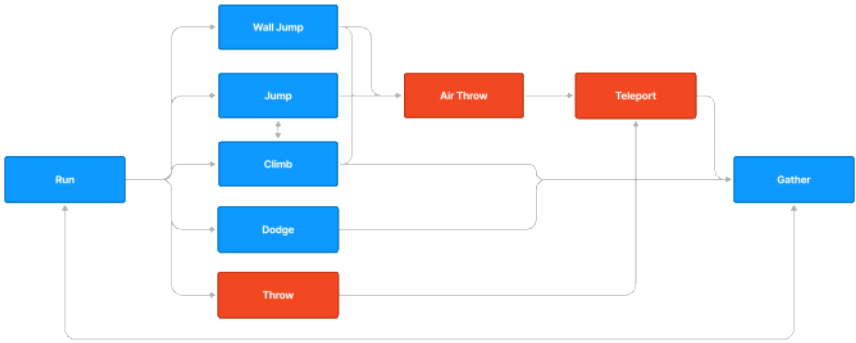 Wall Jump
Jump
Air Throw
Teleport
Run
Climb
Gather
Dodge
Throw